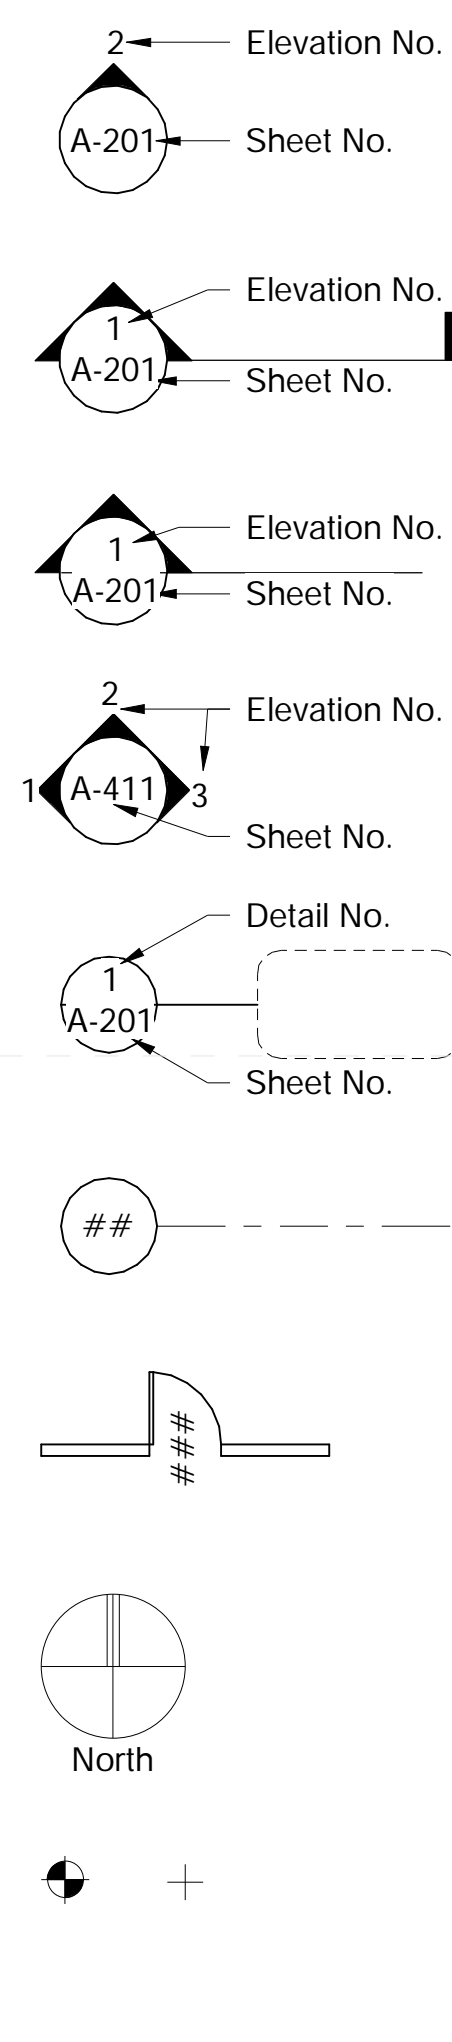 2 Elevation No.
A-201 Sheet No.
Elevation No.
1
A-201 Sheet No.
Elevation No.
1
A-201 Sheet No.
2
Elevation No.
1 A-411 3
Sheet No.
Detail No.
1
A-201
Sheet No.
##
###
North